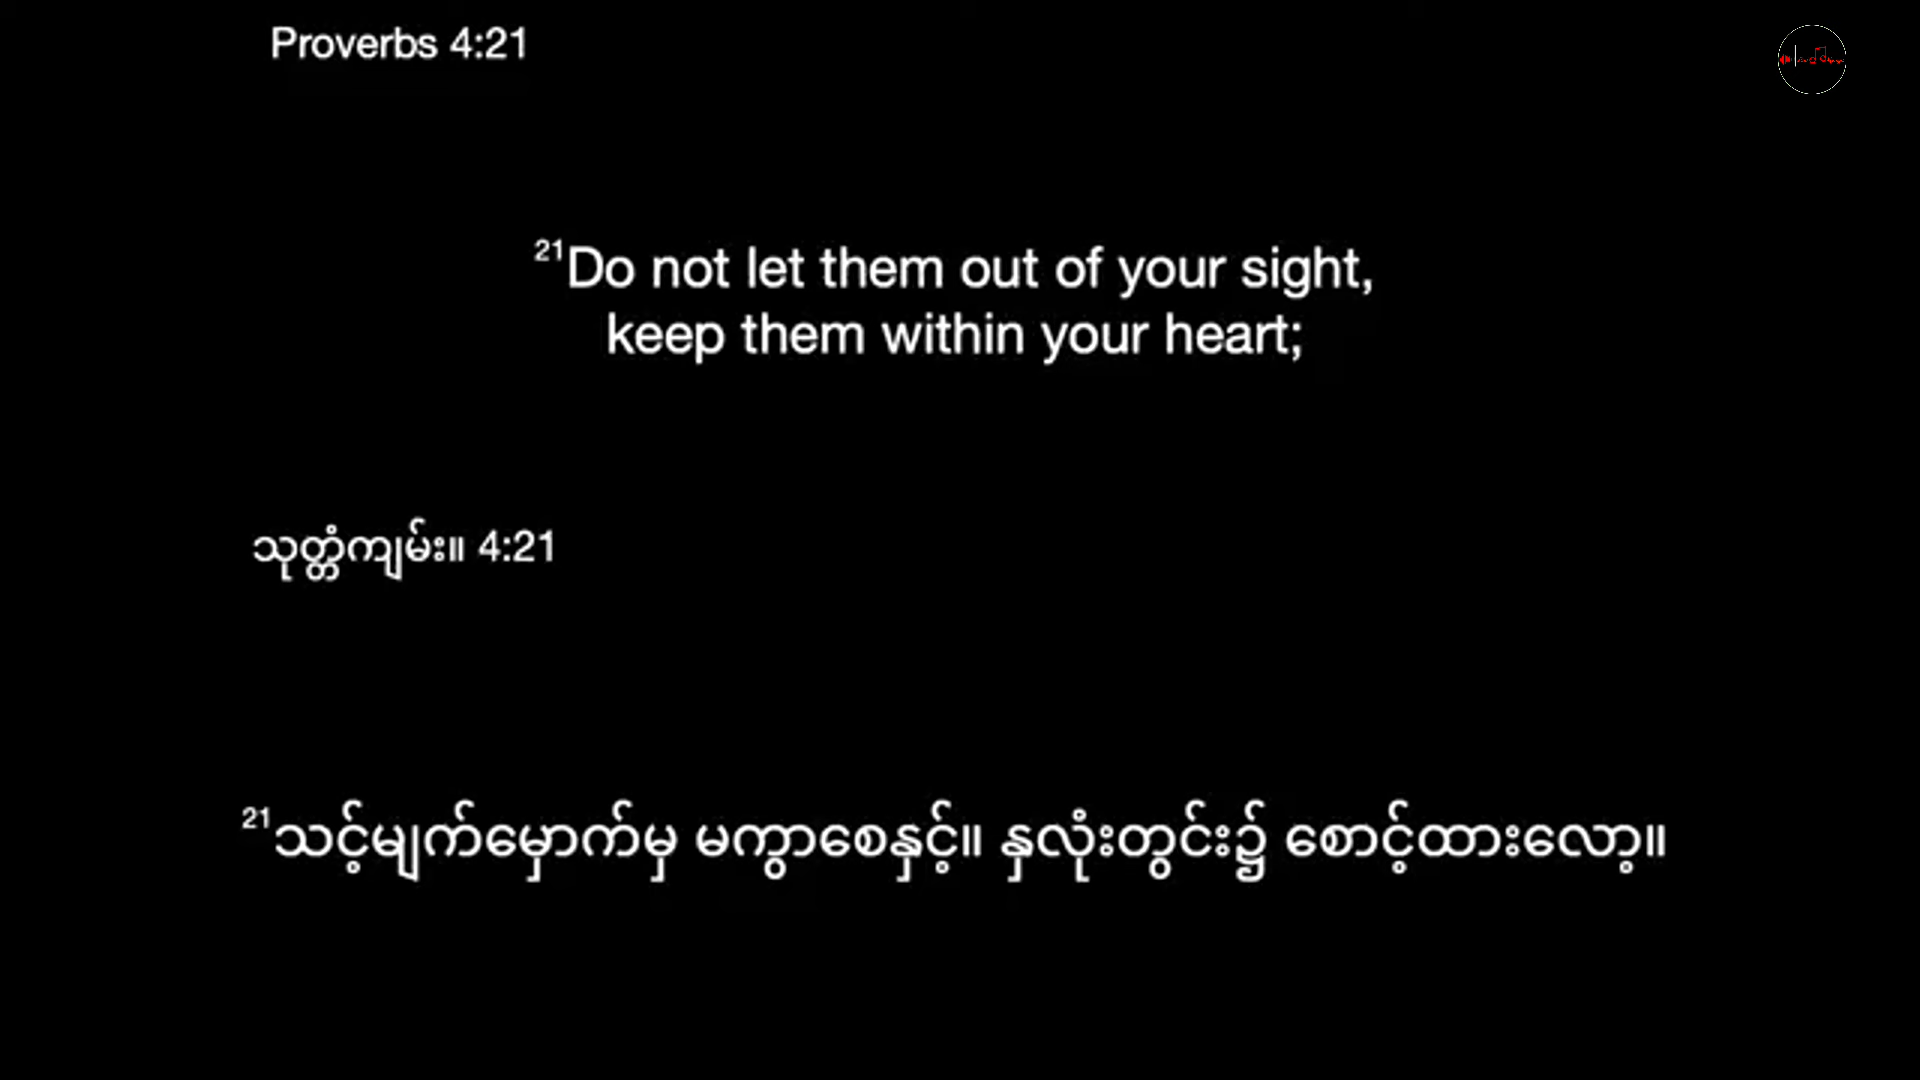 Proverbs 4:21
21Do not let them out of your sight,
keep them within your heart;
သုတ္တံကျမ်း။ 4:21
21သင့်မျက်မှောက်မှ မကွာစေနှင့်။ နှလုံးတွင်း၌ စောင့်ထားလော့။